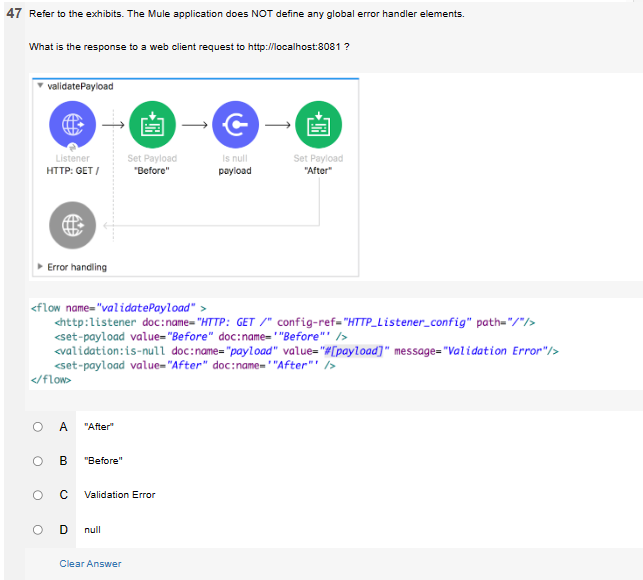 47 Refer to the exhibits. The Mule application does NOT define any global error handler elements.
What is the response to a web client request to http://localhost:8081 ?
validatePayload
Listener Set Payload Is null Set Payload
HTTP: GET / "Before" payload "After"
Error handling
<flow name="validatePayload" >
<http:listener doc:name="HTTP: GET /" config-ref="HTTP_Listener_config" path="/"/>
<set-payload value="Before" doc:name='"Before"' />
<validation:is-null doc:name="payload" value="#[payload]" message="Validation Error"/>
<set-payload value="After" doc:name='"After"' />
</flow>
A "After"
B "Before"
C Validation Error
D null
Clear Answer